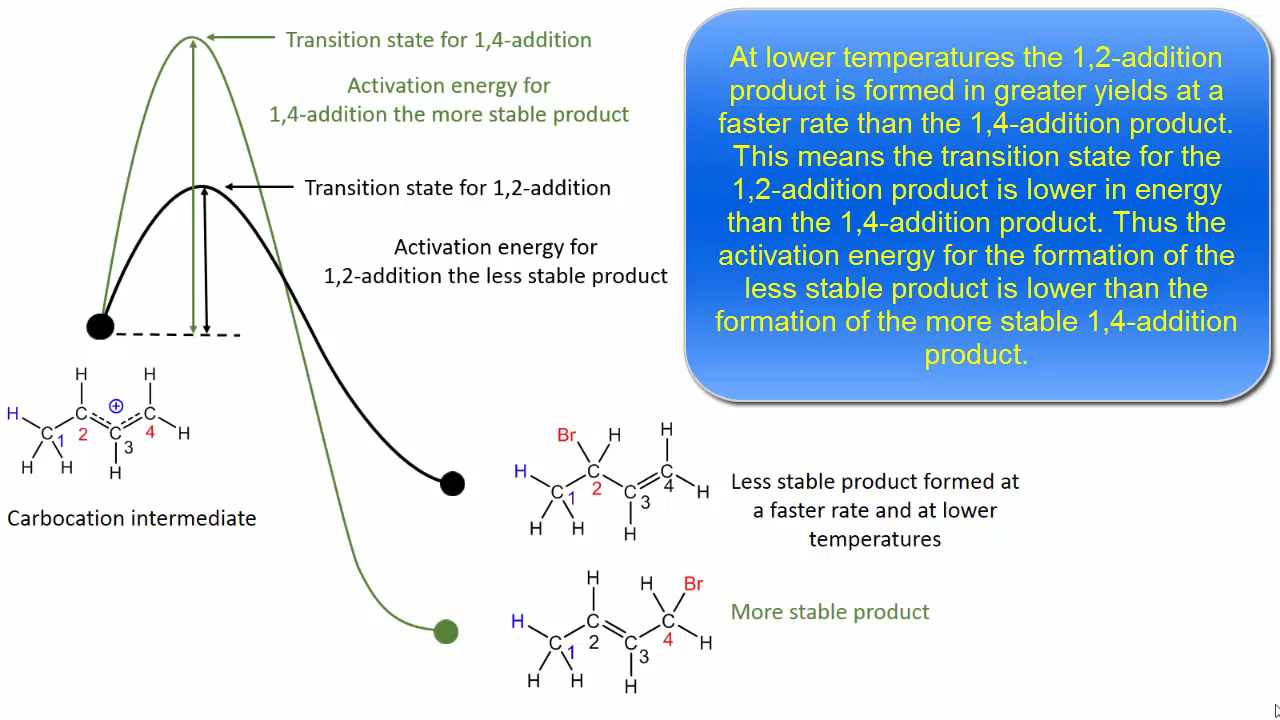 Transition state for 1,4-addition
Activation energy for
1,4-addition the more stable product
Transition state for 1,2-addition
Activation energy for
1,2-addition the less stable product
At lower temperatures the 1,2-addition
product is formed in greater yields at a
faster rate than the 1,4-addition product.
This means the transition state for the
1,2-addition product is lower in energy
than the 1,4-addition product. Thus the
activation energy for the formation of the
less stable product is lower than the
formation of the more stable 1,4-addition
product.
H H
⊕
H C C
C 1 2 C 3 4 H
H H H
Carbocation intermediate
Br H H
H C C
C 1 2 C 3 4 H
H H H
Less stable product formed at
a faster rate and at lower
temperatures
H H Br
H C C
C 1 2 C 3 4 H
H H H
More stable product